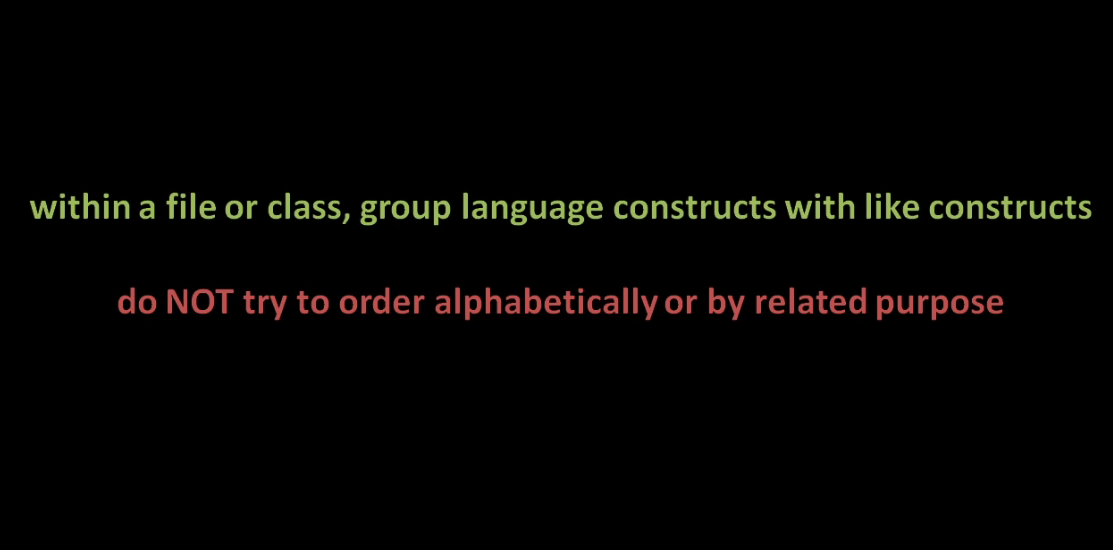 within a file or class, group language constructs with like constructs
do NOT try to order alphabetically or by related purpose